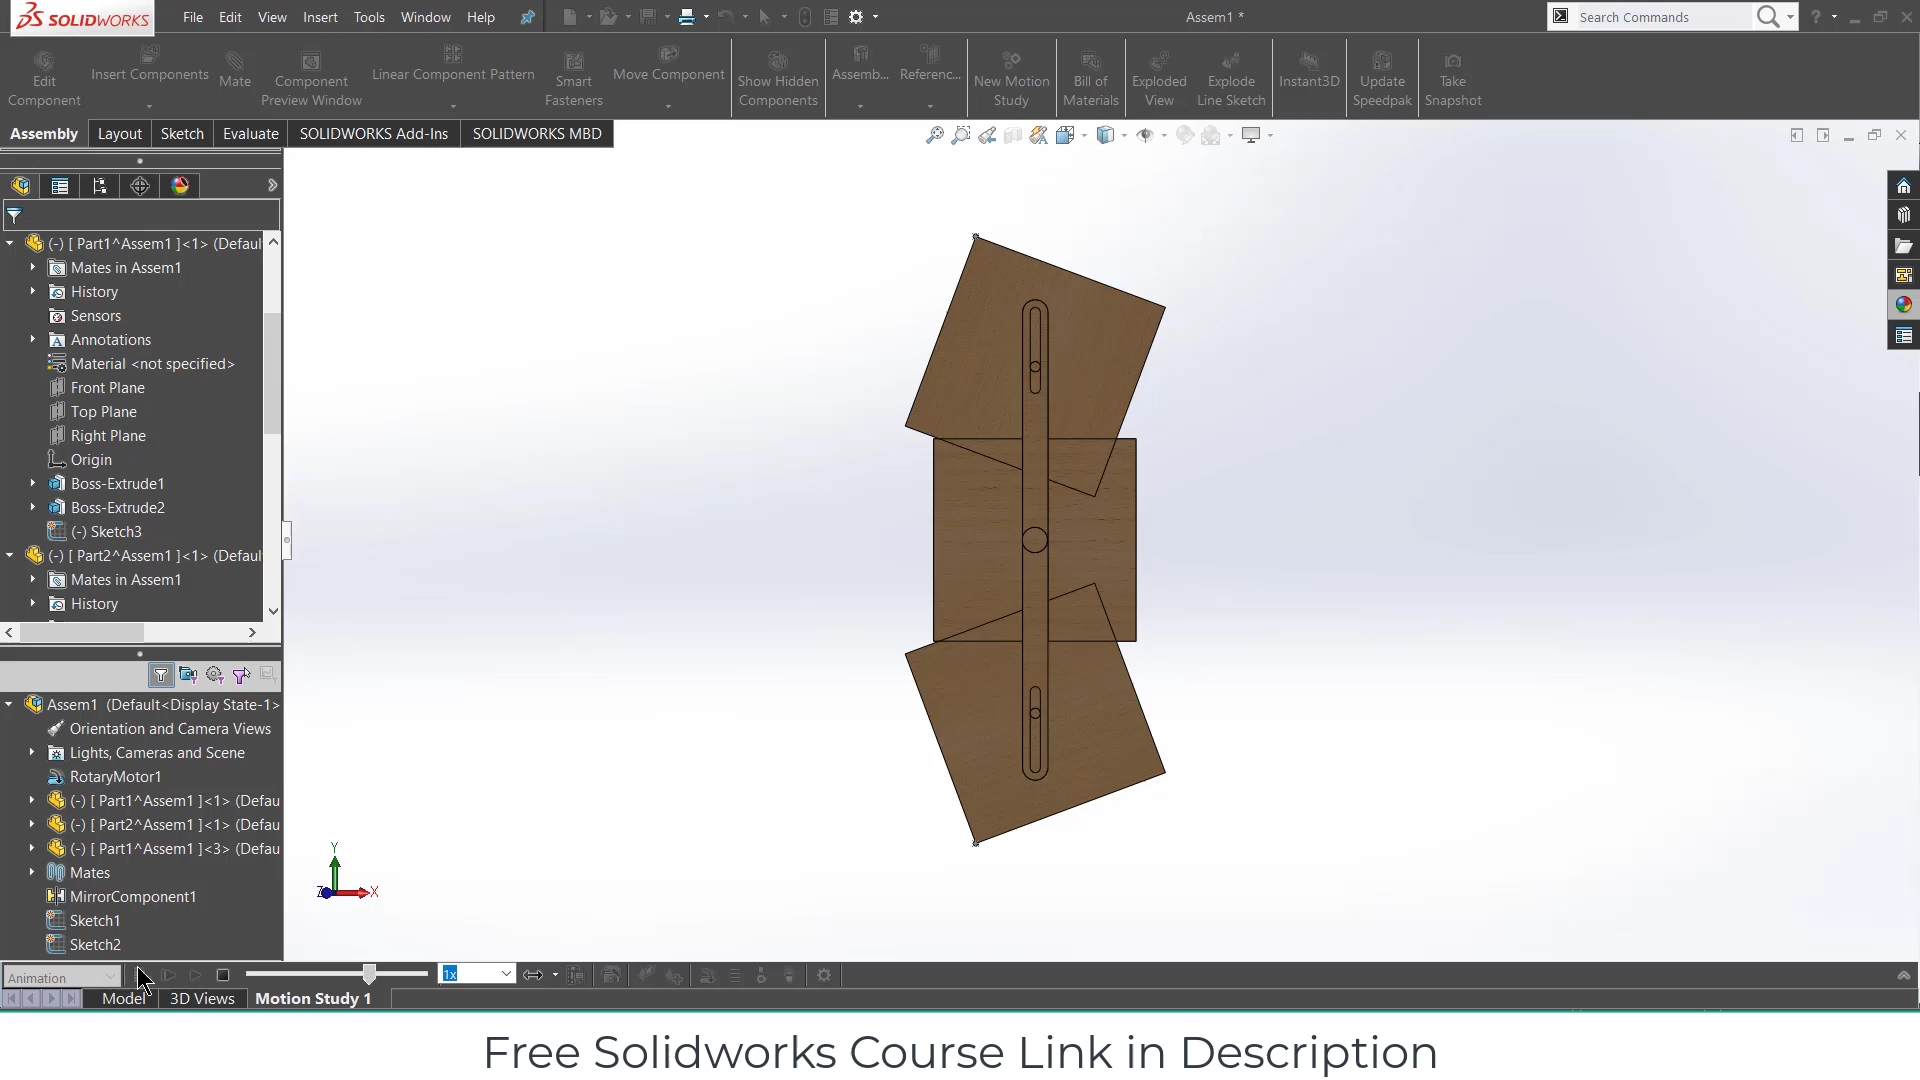 SOLIDWORKS
File Edit View Insert Tools Window Help
Assem1 *
Search Commands
?
Edit Component
Insert Components
Mate
Component Preview Window
Linear Component Pattern
Smart Fasteners
Move Component
Show Hidden Components
Assemb...
Referenc...
New Motion Study
Bill of Materials
Exploded View
Explode Line Sketch
Instant3D
Update Speedpak
Take Snapshot
Assembly Layout Sketch Evaluate SOLIDWORKS Add-Ins SOLIDWORKS MBD
(-) [ Part1^Assem1 ]<1> (Defaul
Mates in Assem1
History
Sensors
Annotations
Material <not specified>
Front Plane
Top Plane
Right Plane
Origin
Boss-Extrude1
Boss-Extrude2
(-) Sketch3
(-) [ Part2^Assem1 ]<1> (Defaul
Mates in Assem1
History
Assem1 (Default<Display State-1>
Orientation and Camera Views
Lights, Cameras and Scene
RotaryMotor1
(-) [ Part1^Assem1 ]<1> (Defau
(-) [ Part2^Assem1 ]<1> (Defau
(-) [ Part1^Assem1 ]<3> (Defau
Mates
MirrorComponent1
Sketch1
Sketch2
Y
Z X
Animation
1x
Model 3D Views Motion Study 1
Free Solidworks Course Link in Description